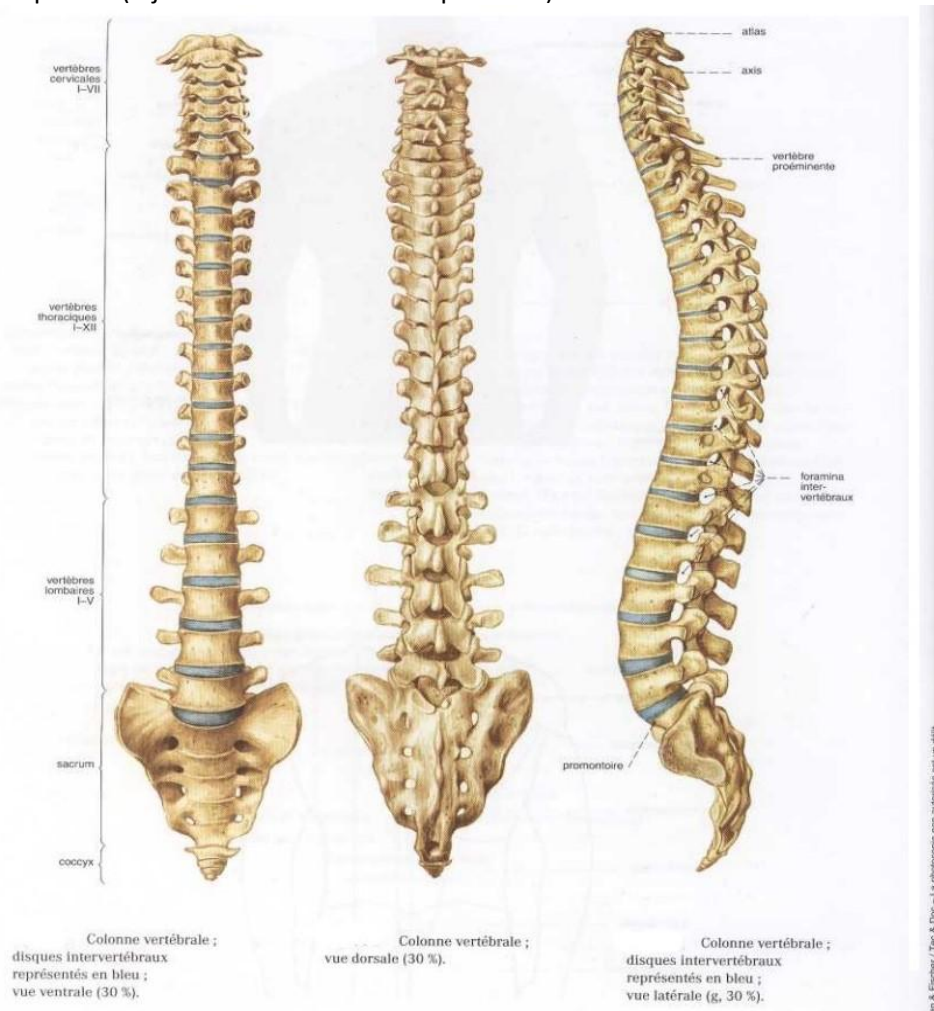 vertèbres
cervicales
I–VII
vertèbres
thoraciques
I–XII
vertèbres
lombaires
I–V
sacrum
coccyx
atlas
axis
vertèbre
proéminente
foramina
inter-
vertébraux
promontoire
Colonne vertébrale ;
disques intervertébraux
représentés en bleu ;
vue ventrale (30 %).
Colonne vertébrale ;
vue dorsale (30 %).
Colonne vertébrale ;
disques intervertébraux
représentés en bleu ;
vue latérale (g, 30 %).